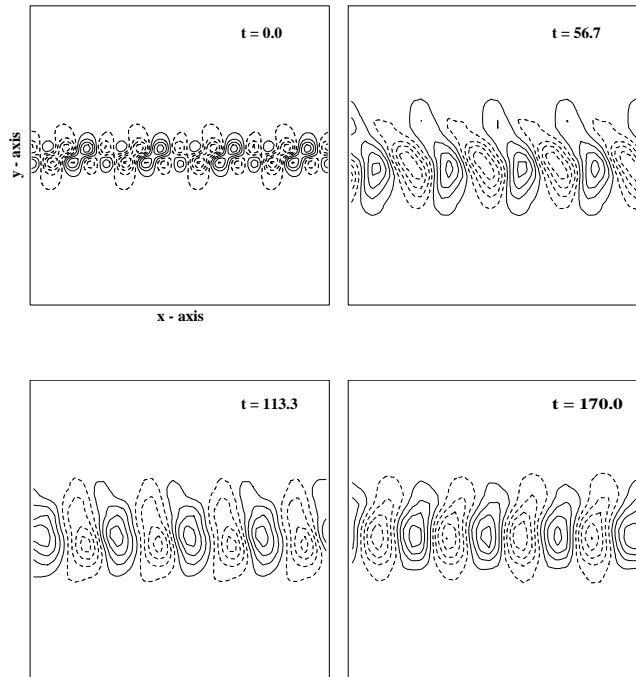 t = 0.0
t = 56.7
y - axis
x - axis
t = 113.3
t = 170.0